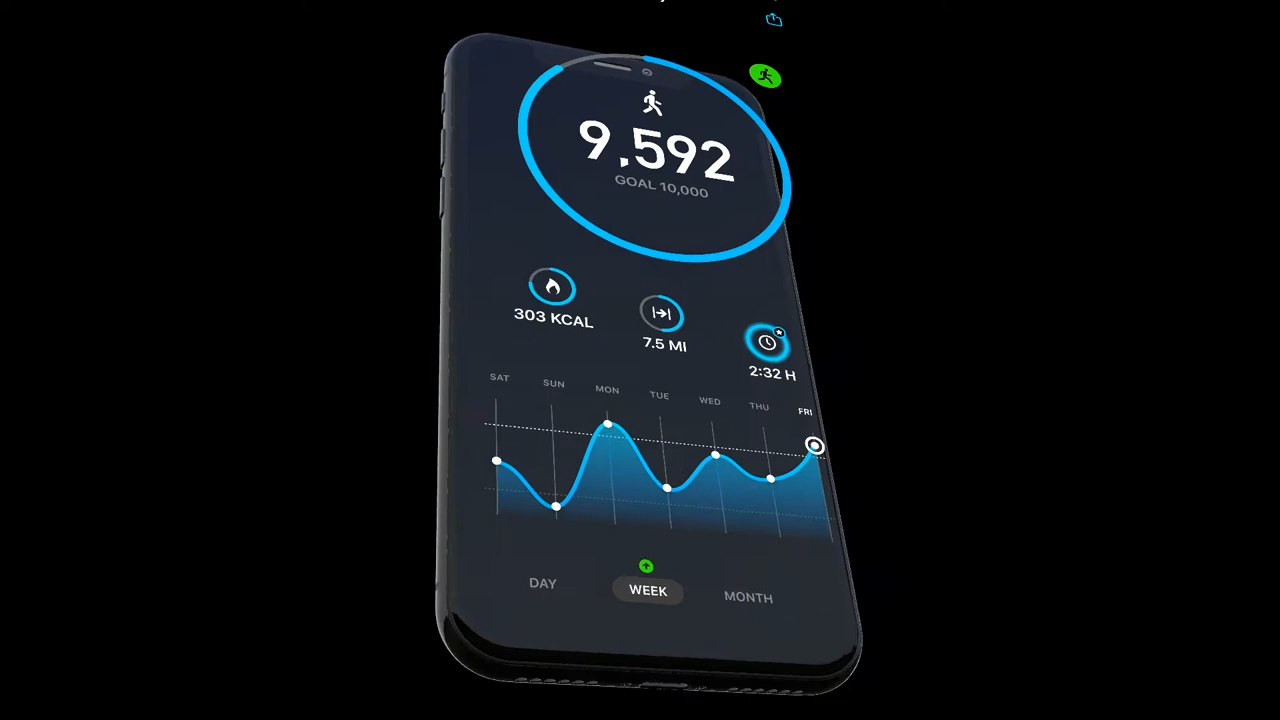 9,592
GOAL 10,000
303 KCAL
7.5 MI
2:32 H
SAT SUN MON TUE WED THU FRI
DAY WEEK MONTH